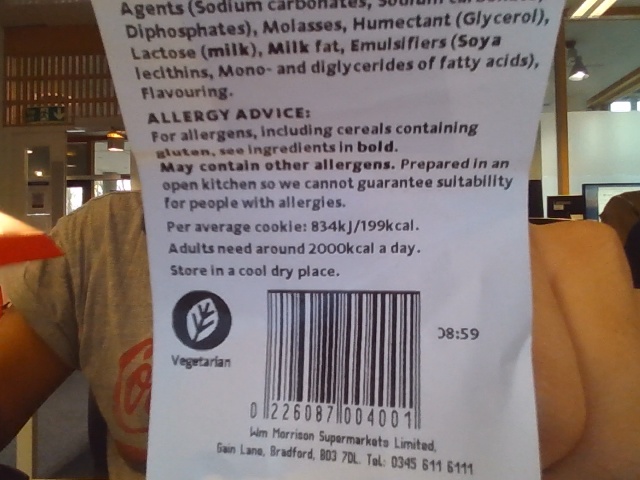 Agents (Sodium carbonates, Sodium
Diphosphates), Molasses, Humectant (Glycerol),
Lactose (milk), Milk fat, Emulsifiers (Soya
lecithins, Mono- and diglycerides of fatty acids),
Flavouring.
ALLERGY ADVICE:
For allergens, including cereals containing
gluten, see ingredients in bold.
May contain other allergens. Prepared in an
open kitchen so we cannot guarantee suitability
for people with allergies.
Per average cookie: 834kJ/199kcal.
Adults need around 2000kcal a day.
Store in a cool dry place.
08:59
Vegetarian
0 226087 004001
Wm Morrison Supermarkets Limited,
Gain Lane, Bradford, BD3 7DL. Tel: 0345 611 6111